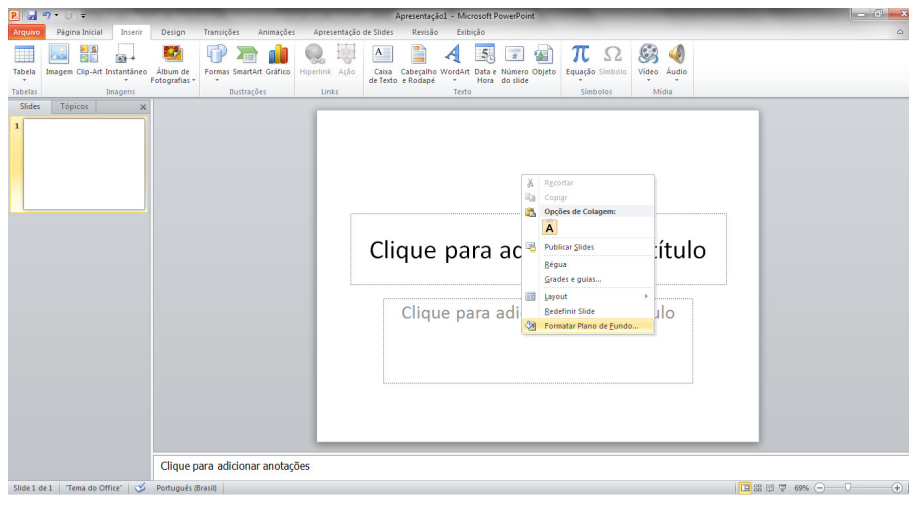 Apresentação1 - Microsoft PowerPoint
Arquivo Página Inicial Inserir Design Transições Animações Apresentação de Slides Revisão Exibição
Tabela Imagem Clip-Art Instantâneo Álbum de Fotografias Formas SmartArt Gráfico Hiperlink Ação Caixa de Texto Cabeçalho e Rodapé WordArt Data e Hora Número do slide Objeto Equação Símbolo Vídeo Áudio
Tabelas Imagens Ilustrações Links Texto Símbolos Mídia
Slides Tópicos
1
Recortar
Copiar
Opções de Colagem:
A
Publicar Slides
Régua
Grades e guias...
Layout
Redefinir Slide
Formatar Plano de Fundo...
Clique para ad ítulo
Clique para adi ulo
Clique para adicionar anotações
Slide 1 de 1 "Tema do Office" Português (Brasil) 69%